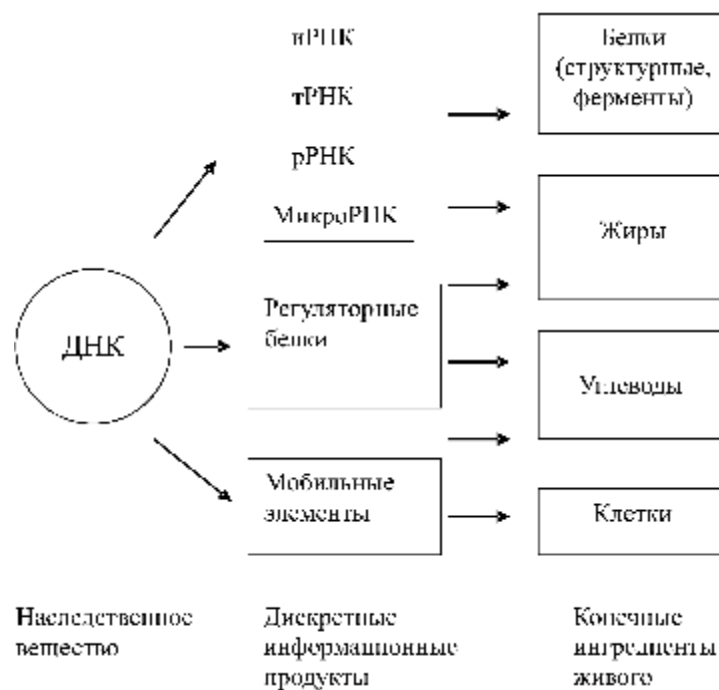 иРНК
тРНК
рРНК
МикроРНК
ДНК
Регуляторные
белки
Мобильные
элементы
Белки
(структурные,
ферменты)
Жиры
Углеводы
Клетки
Наследственное
вещество
Дискретные
информационные
продукты
Конечные
ингредиенты
живого